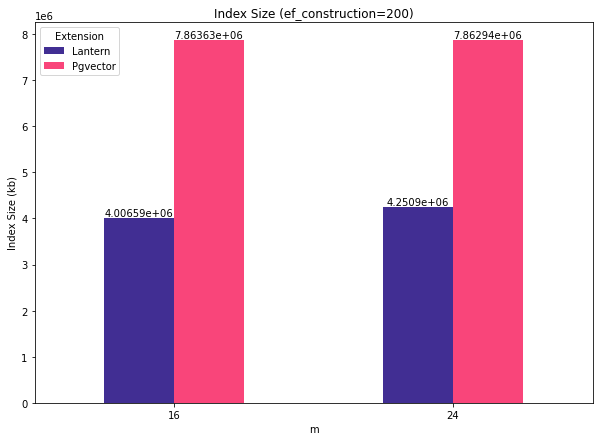 Index Size (ef_construction=200)
1e6
Extension
Lantern
Pgvector
7.86363e+06
7.86294e+06
4.00659e+06
4.2509e+06
8
7
6
5
4
3
2
1
0
Index Size (kb)
16
24
m